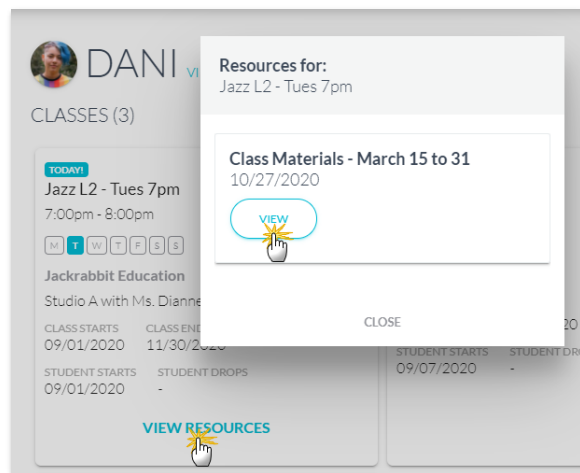 DANI VI
CLASSES (3)
TODAY!
Jazz L2 - Tues 7pm
7:00pm - 8:00pm
M T W T F S S
Jackrabbit Education
Studio A with Ms. Dianne
CLASS STARTS CLASS END
09/01/2020 11/30/2020
STUDENT STARTS STUDENT DROPS
09/01/2020 -
VIEW RESOURCES
Resources for:
Jazz L2 - Tues 7pm
Class Materials - March 15 to 31
10/27/2020
VIEW
CLOSE
20
STUDENT STARTS STUDENT DR
09/07/2020 -